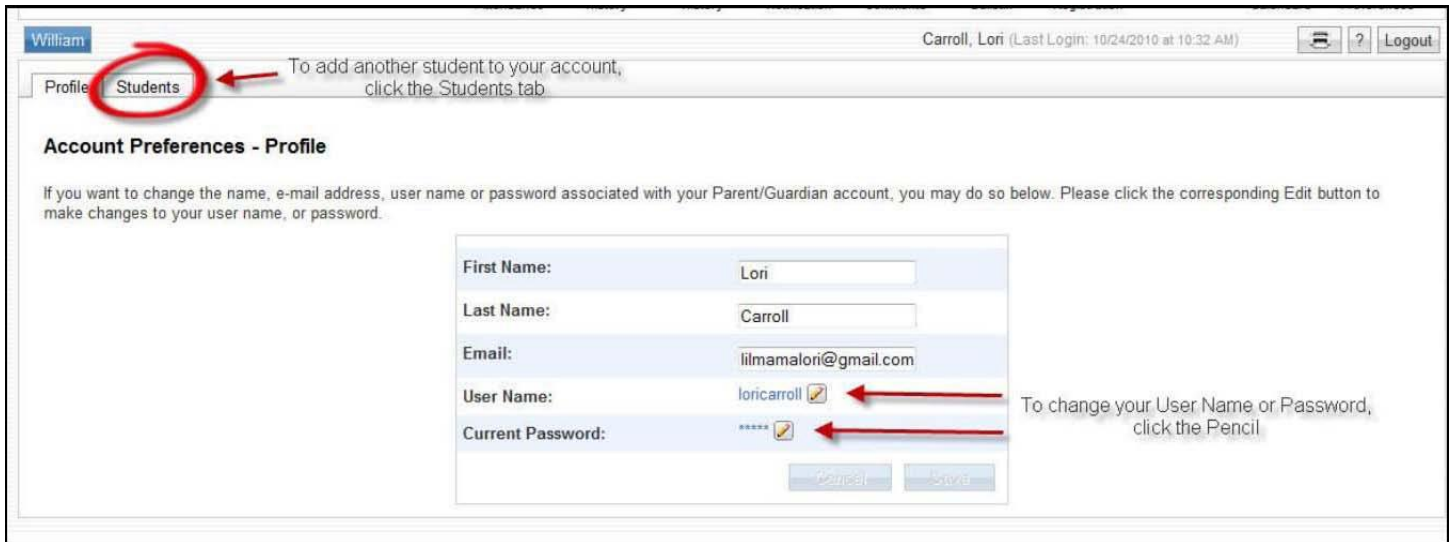 William
Carroll, Lori (Last Login: 10/24/2010 at 10:32 AM)
? Logout
Profile Students
To add another student to your account,
click the Students tab
Account Preferences - Profile
If you want to change the name, e-mail address, user name or password associated with your Parent/Guardian account, you may do so below. Please click the corresponding Edit button to
make changes to your user name, or password.
First Name: Lori
Last Name: Carroll
Email: lilmamalori@gmail.com
User Name: loricarroll
Current Password: *****
To change your User Name or Password,
click the Pencil
Cancel Save